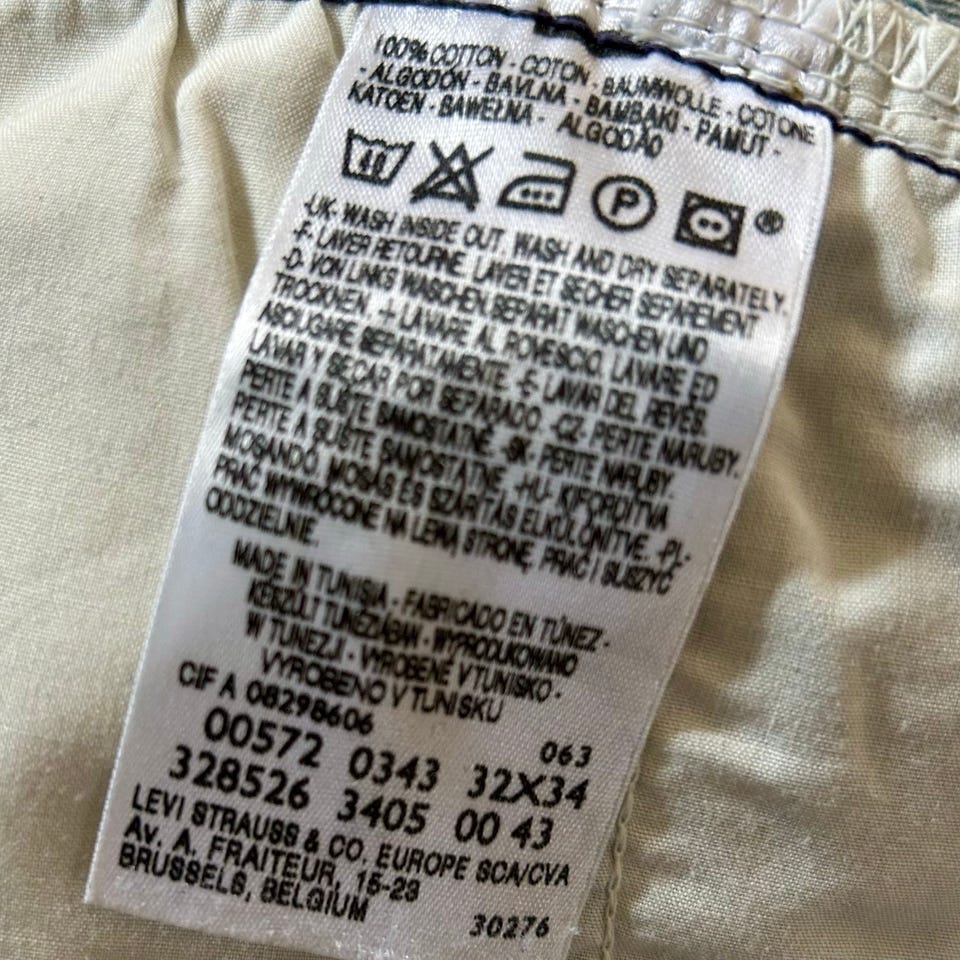 100% COTTON - COTON - BAUMWOLLE - COTONE
- ALGODÓN - BAVLNA - BAMBAKI - PAMUT -
KATOEN - BAWEŁNA - ALGODÃO
40 P ®
-UK- WASH INSIDE OUT. WASH AND DRY SEPARATELY.
-F- LAVER RETOURNE. LAVER ET SECHER SEPAREMENT
-D- VON LINKS WASCHEN SEPARAT WASCHEN UND
TROCKNEN. -I- LAVARE AL ROVESCIO. LAVARE ED
ASCIUGARE SEPARATAMENTE. -E- LAVAR DEL REVÉS.
LAVAR Y SECAR POR SEPARADO. -CZ- PERTE NARUBY.
PERTE A SUŠTE SAMOSTATNĚ. -SK- PERTE NARUBY.
PERTE A SUŠTE SAMOSTATNE. -HU- KIFORDÍTVA
MOSANDÓ. MOSÁS ÉS SZÁRÍTÁS ELKÜLÖNÍTVE. -PL-
PRAĆ WYWRÓCONE NA LEWĄ STRONĘ, PRAĆ I SUSZYĆ
ODDZIELNIE.
MADE IN TUNISIA - FABRICADO EN TÚNEZ -
KÉSZÜLT TUNÉZIÁBAN - WYPRODUKOWANO
W TUNEZJI - VYROBENÉ V TUNISKO -
VYROBENO V TUNISKU
CIF A 08298606
063
00572 0343 32X34
328526 3405 00 43
LEVI STRAUSS & CO. EUROPE SCA/CVA
Av. A. FRAITEUR, 15-23
BRUSSELS, BELGIUM
30276